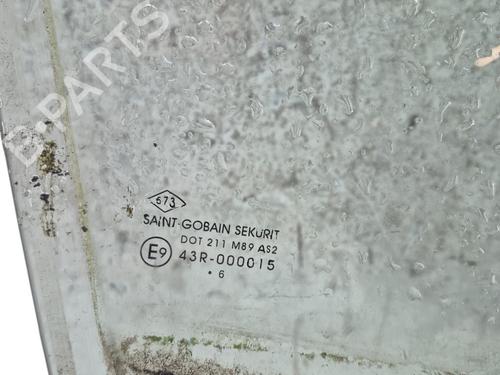 B-PARTS
573
SAINT-GOBAIN SEKURIT
DOT 211 M89 AS2
E9 43R-000015
• 6